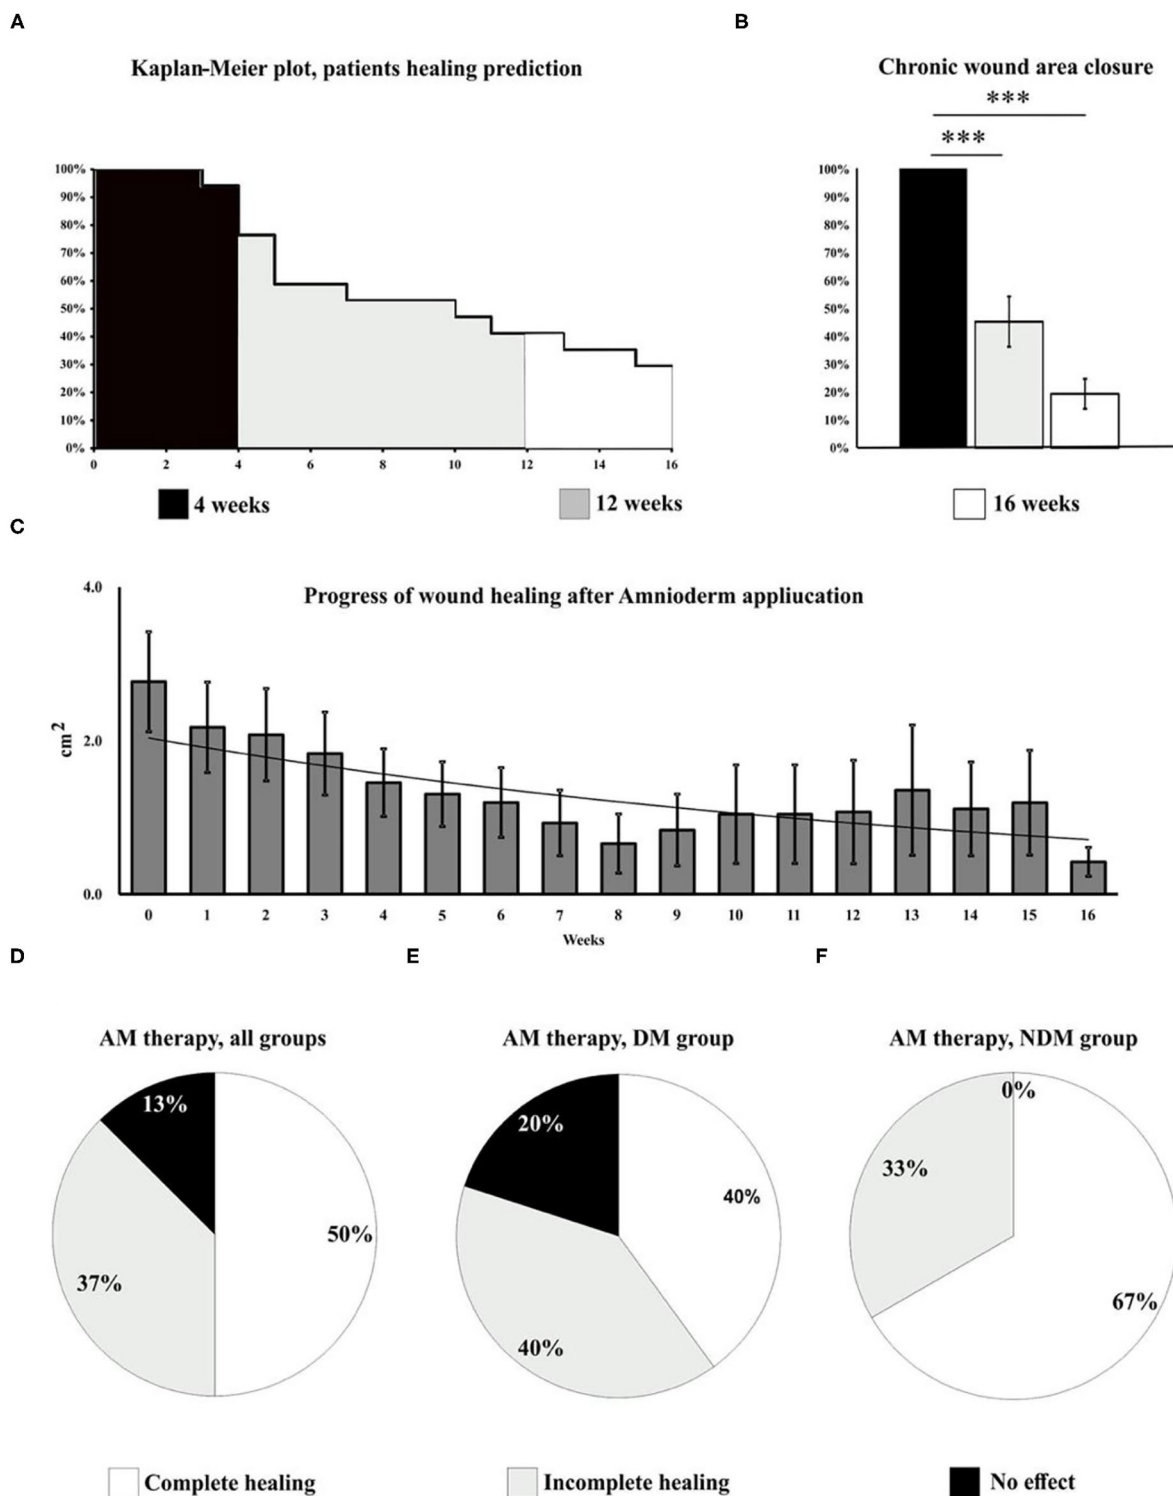 A
B
Kaplan-Meier plot, patients healing prediction
Chronic wound area closure
***
***
100%
90%
80%
70%
60%
50%
40%
30%
20%
10%
0%
0 2 4 6 8 10 12 14 16
100%
90%
80%
70%
60%
50%
40%
30%
20%
10%
0%
4 weeks
12 weeks
16 weeks
C
Progress of wound healing after Amnioderm appliucation
4.0
2.0
0.0
cm2
0 1 2 3 4 5 6 7 8 9 10 11 12 13 14 15 16
Weeks
D
E
F
AM therapy, all groups
13%
50%
37%
AM therapy, DM group
20%
40%
40%
AM therapy, NDM group
0%
33%
67%
Complete healing
Incomplete healing
No effect